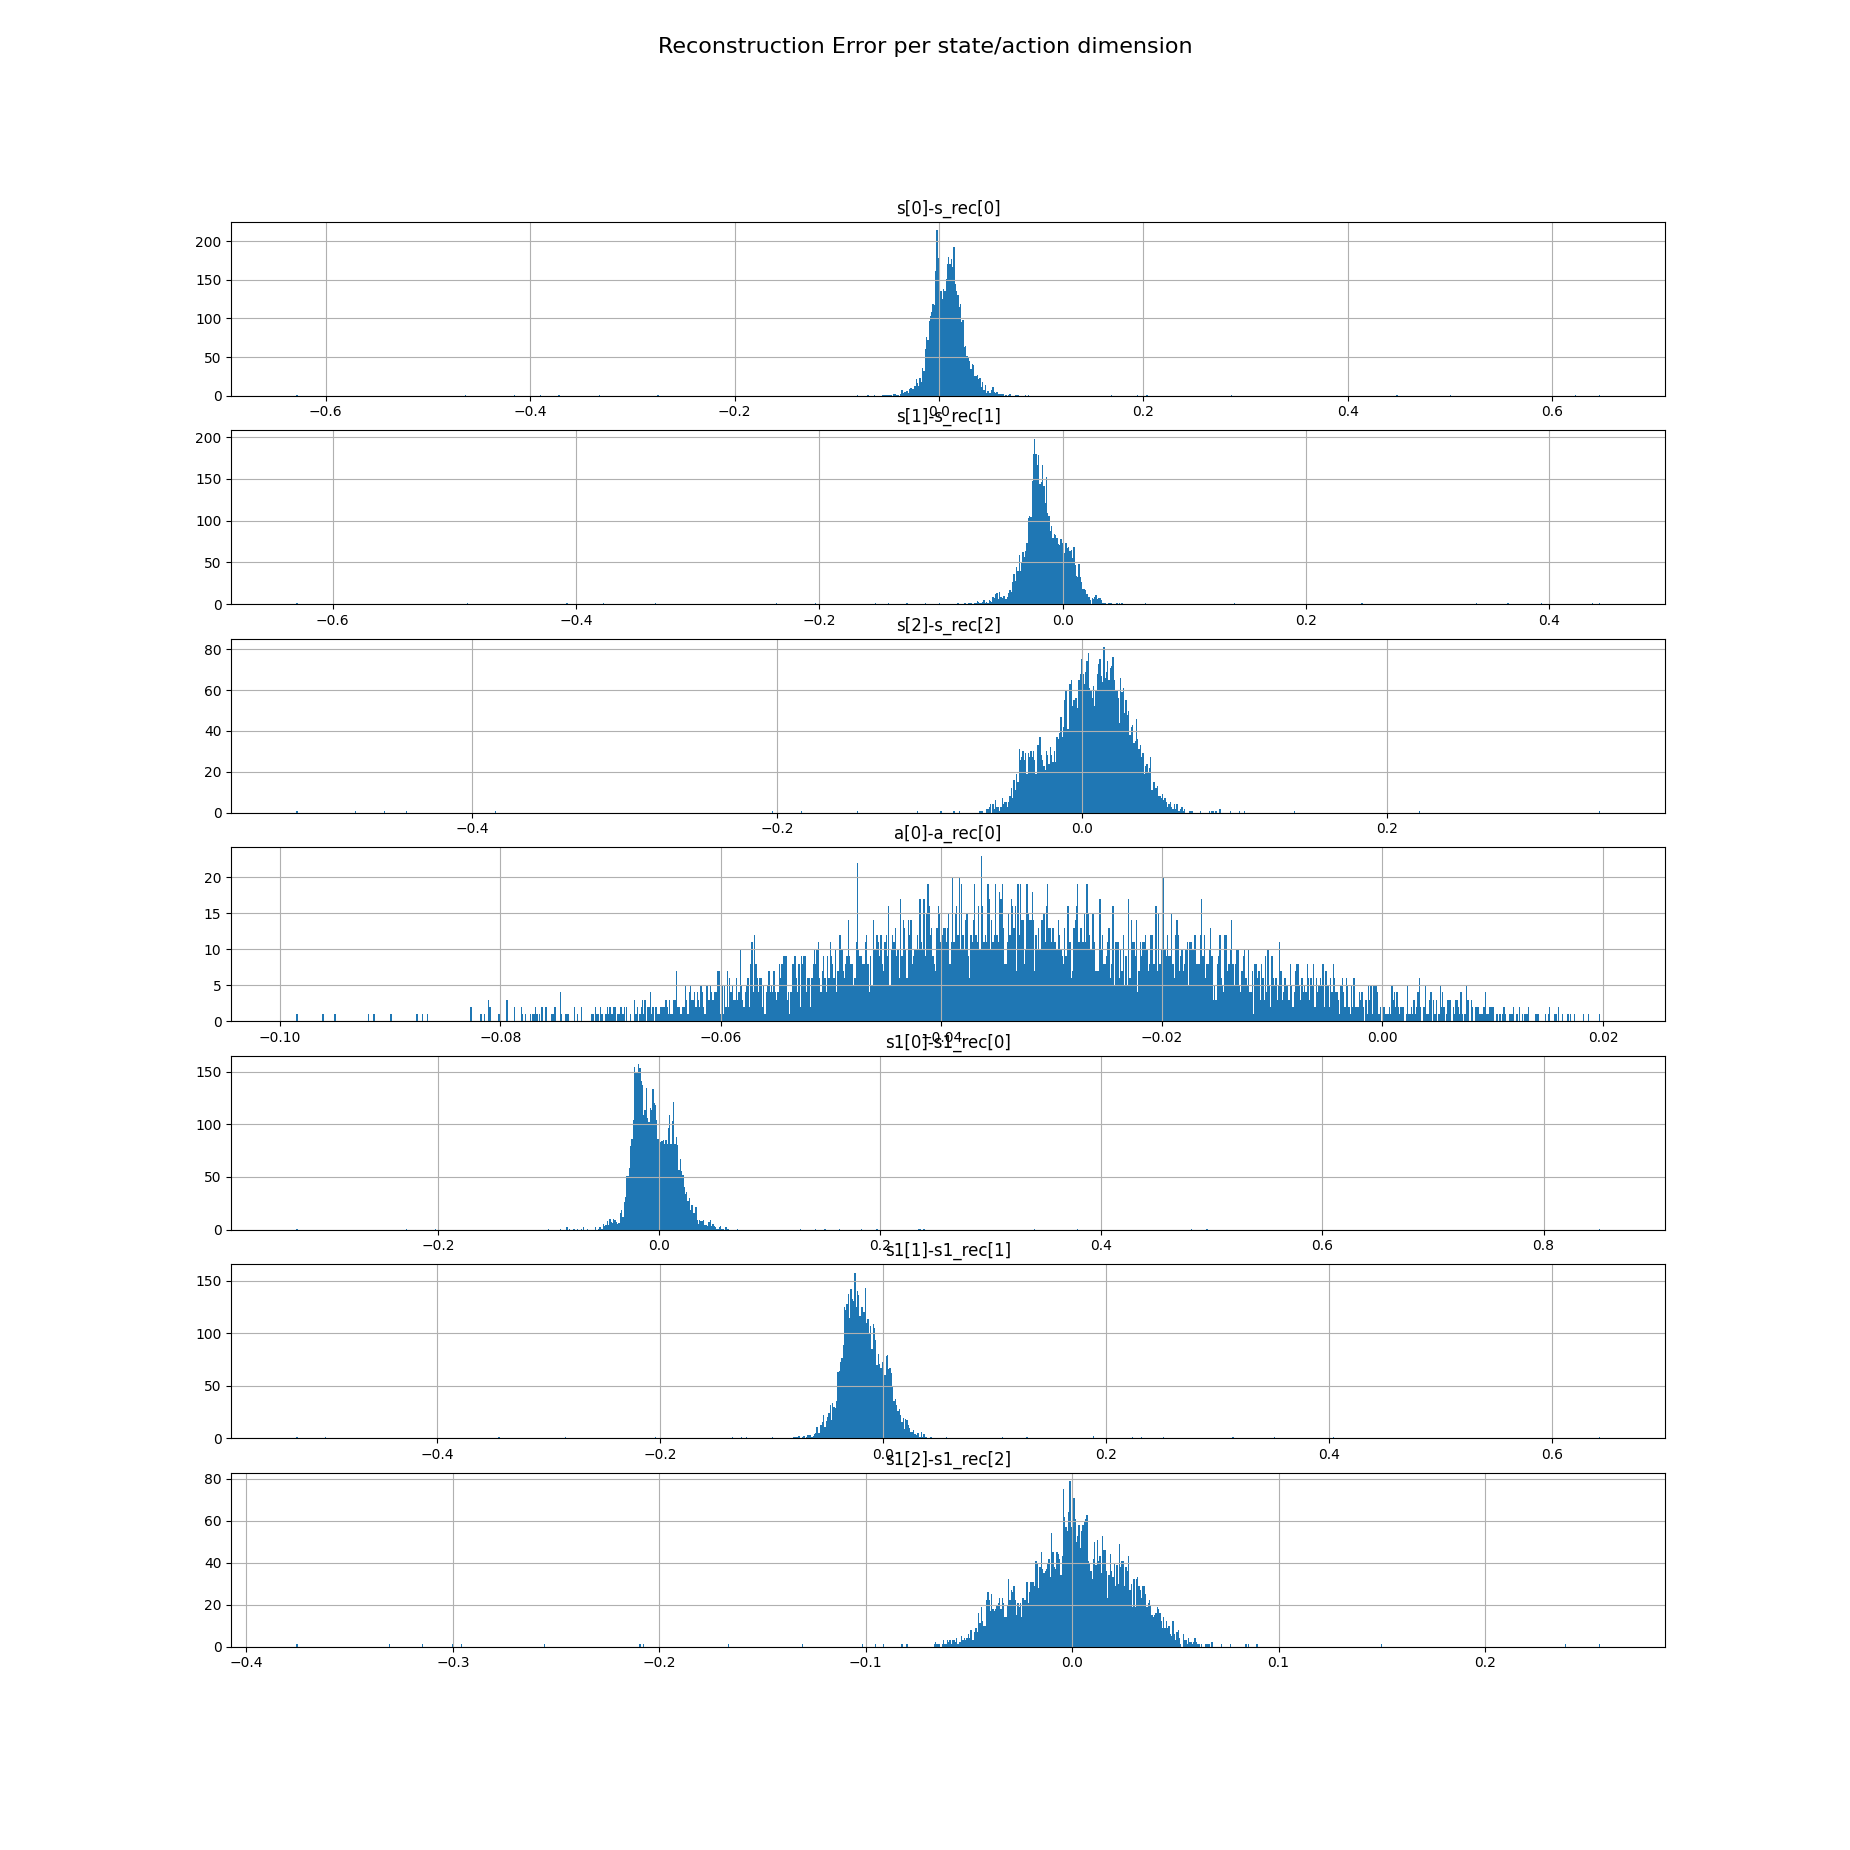 Reconstruction Error per state/action dimension
s[0]-s_rec[0]
200
150
100
50
0
−0.6 −0.4 −0.2 0.0 0.2 0.4 0.6
s[1]-s_rec[1]
200
150
100
50
0
−0.6 −0.4 −0.2 0.0 0.2 0.4
s[2]-s_rec[2]
80
60
40
20
0
−0.4 −0.2 0.0 0.2
a[0]-a_rec[0]
20
15
10
5
0
−0.10 −0.08 −0.06 −0.04 −0.02 0.00 0.02
s1[0]-s1_rec[0]
150
100
50
0
−0.2 0.0 0.2 0.4 0.6 0.8
s1[1]-s1_rec[1]
150
100
50
0
−0.4 −0.2 0.0 0.2 0.4 0.6
s1[2]-s1_rec[2]
80
60
40
20
0
−0.4 −0.3 −0.2 −0.1 0.0 0.1 0.2